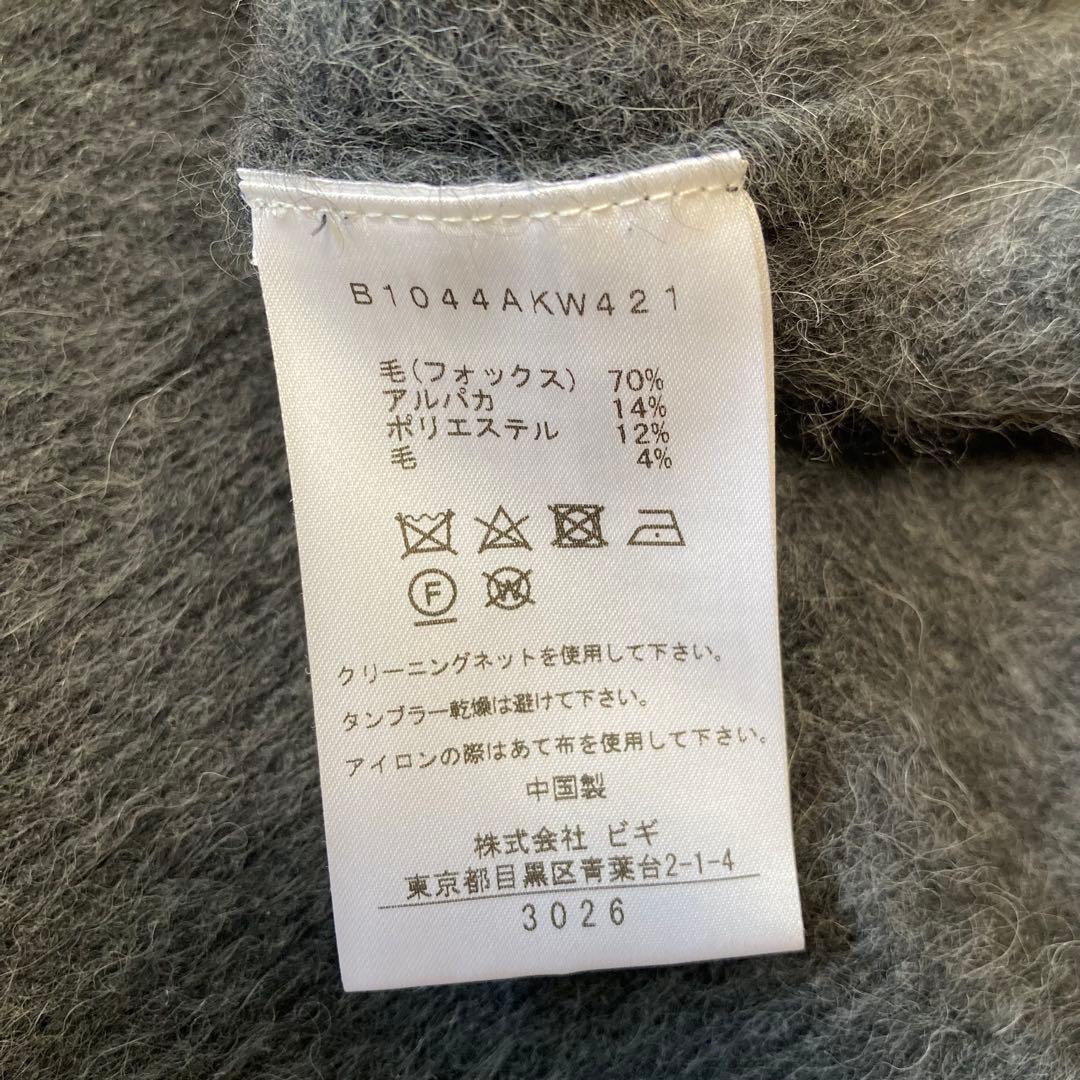 B1044AKW421
毛(フォックス) 70%
アルパカ 14%
ポリエステル 12%
毛 4%
F W
クリーニングネットを使用して下さい。
タンブラー乾燥は避けて下さい。
アイロンの際はあて布を使用して下さい。
中国製
株式会社 ビギ
東京都目黒区青葉台2-1-4
3026